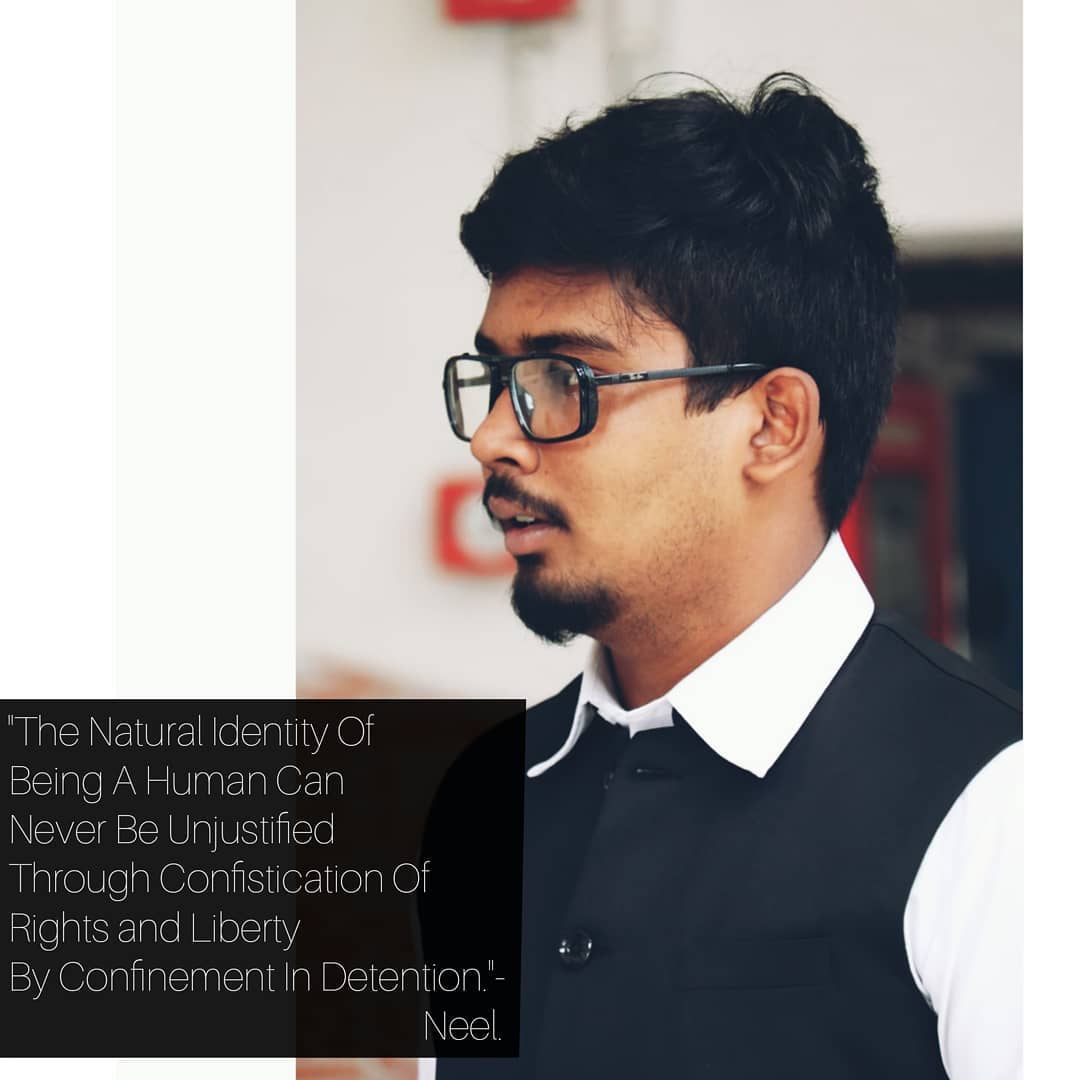 "The Natural Identity Of
Being A Human Can
Never Be Unjustified
Through Confistication Of
Rights and Liberty
By Confinement In Detention."-
Neel.